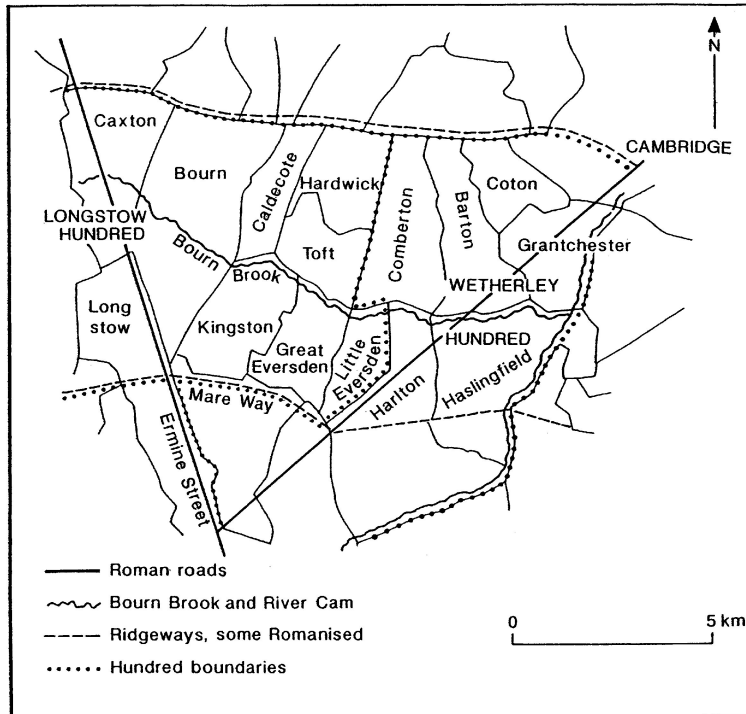 N
CAMBRIDGE
Caxton
Bourn
Caldecote
Hardwick
Comberton
Barton
Coton
LONGSTOW
HUNDRED
Bourn
Brook
Toft
Grantchester
WETHERLEY
HUNDRED
Long
stow
Kingston
Great
Eversden
Little
Eversden
Harlton
Haslingfield
Mare Way
Ermine Street
Roman roads
Bourn Brook and River Cam
Ridgeways, some Romanised
Hundred boundaries
0 5 km